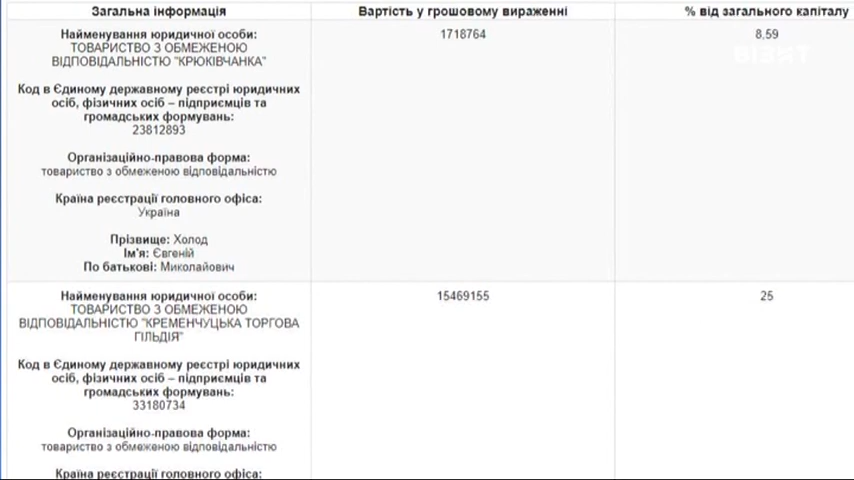 Загальна інформація
Вартість у грошовому вираженні
% від загального капіталу
Найменування юридичної особи:
ТОВАРИСТВО З ОБМЕЖЕНОЮ
ВІДПОВІДАЛЬНІСТЮ "КРЮКІВЧАНКА"
1718764
8,59
ВІЗИТ
Код в Єдиному державному реєстрі юридичних
осіб, фізичних осіб – підприємців та
громадських формувань:
23812893
Організаційно-правова форма:
товариство з обмеженою відповідальністю
Країна реєстрації головного офіса:
Україна
Прізвище: Холод
Ім'я: Євгеній
По батькові: Миколайович
Найменування юридичної особи:
ТОВАРИСТВО З ОБМЕЖЕНОЮ
ВІДПОВІДАЛЬНІСТЮ "КРЕМЕНЧУЦЬКА ТОРГОВА
ГІЛЬДІЯ"
15469155
25
Код в Єдиному державному реєстрі юридичних
осіб, фізичних осіб – підприємців та
громадських формувань:
33180734
Організаційно-правова форма:
товариство з обмеженою відповідальністю
Країна реєстрації головного офіса: